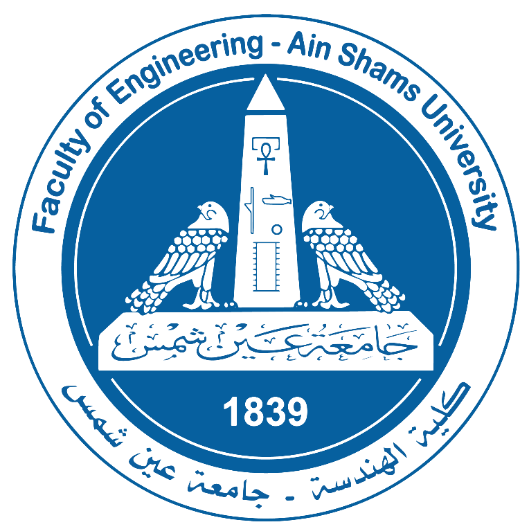 Faculty of Engineering - Ain Shams University
جامعة عين شمس
1839
كلية الهندسة - جامعة عين شمس